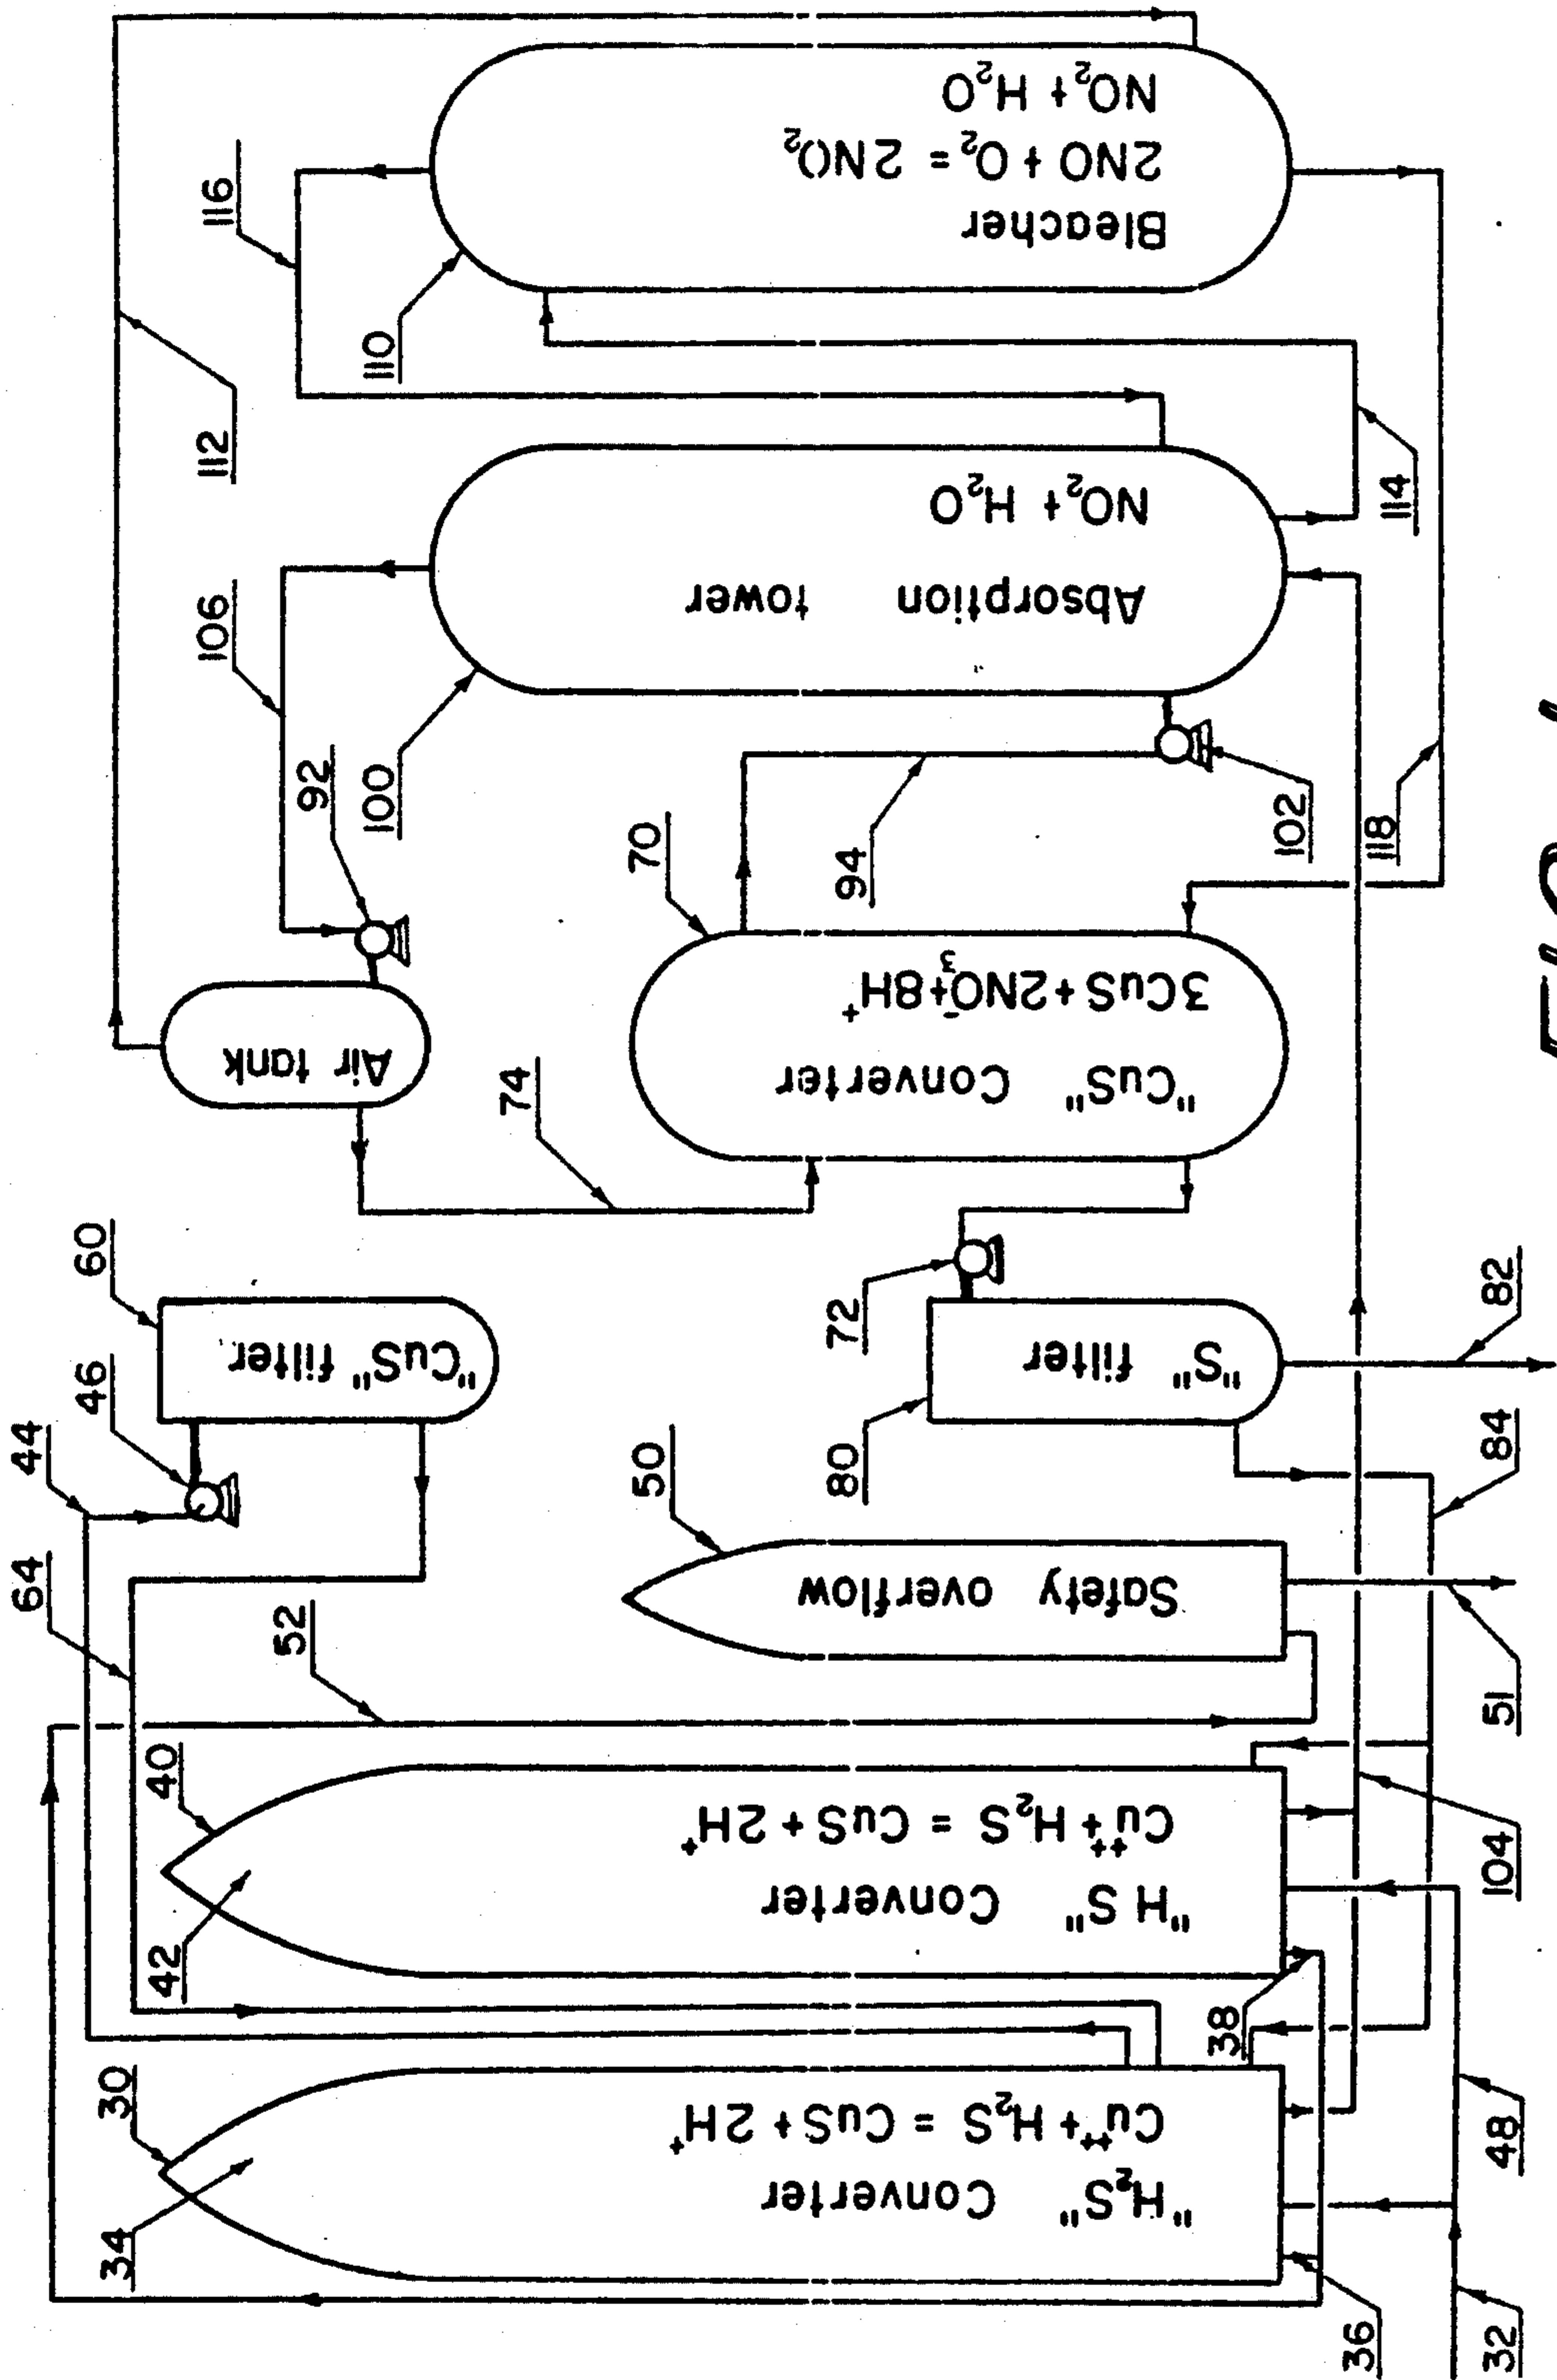 34
30
"H₂S" Converter
Cu⁺⁺+ H₂S = CuS + 2H⁺
36
32
48
42
40
"H S" Converter
Cu⁺⁺+ H₂S = CuS + 2H⁺
38
104
64
44
46
60
"CuS" filter
52
50
Safety overflow
51
80
72
"S" filter
84
82
Air tank
74
70
"CuS" Converter
3CuS + 2NO₃⁻+8H⁺
92
106
100
94
102
118
Absorption tower
NO₂+ H₂O
112
116
110
114
Bleacher
2NO + O₂ = 2NO₂
NO₂+ H₂O